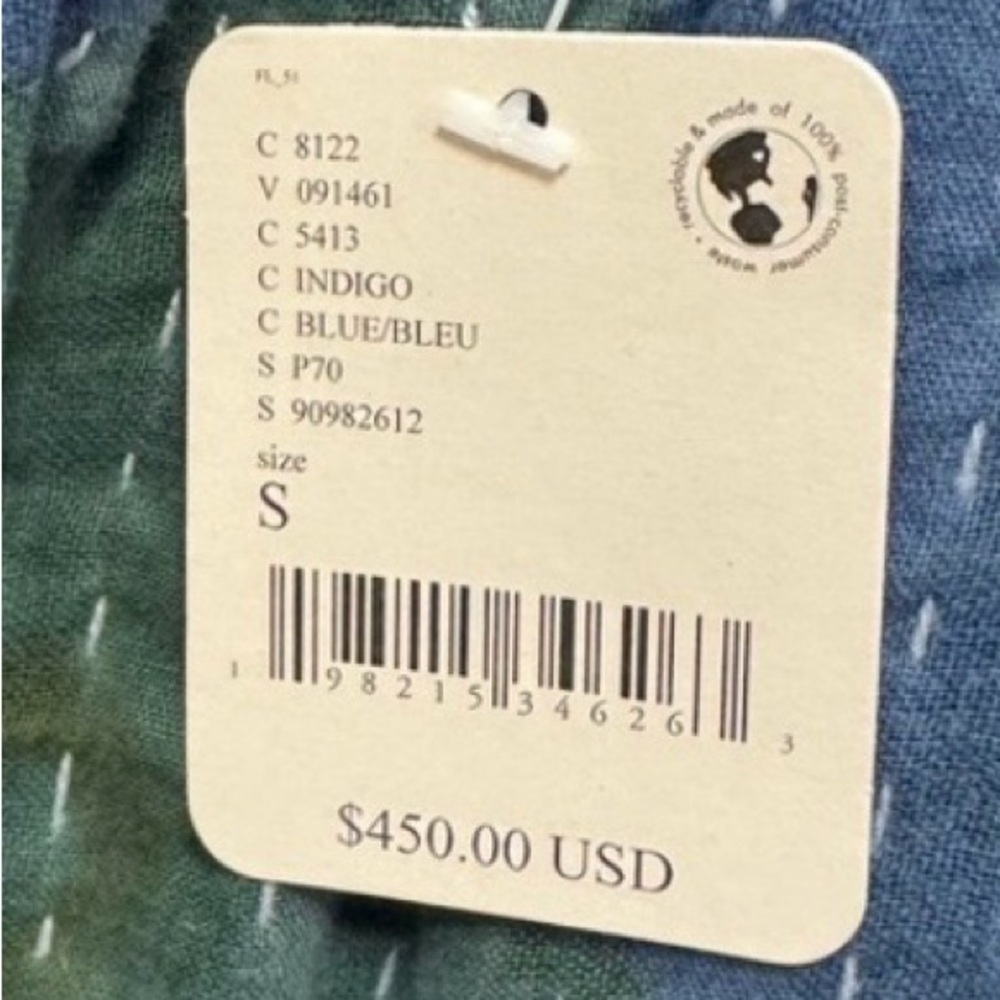 FL_51
C 8122
V 091461
C 5413
C INDIGO
C BLUE/BLEU
S P70
S 90982612
size
S
recyclable & made of 100% post-consumer waste •
1 98215 34626 3
$450.00 USD